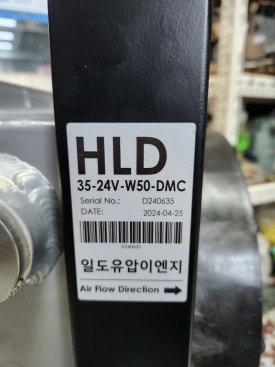 HLD
35-24V-W50-DMC
Serial No.: D240635
DATE: 2024-04-25
D240635
일도유압이엔지
Air Flow Direction